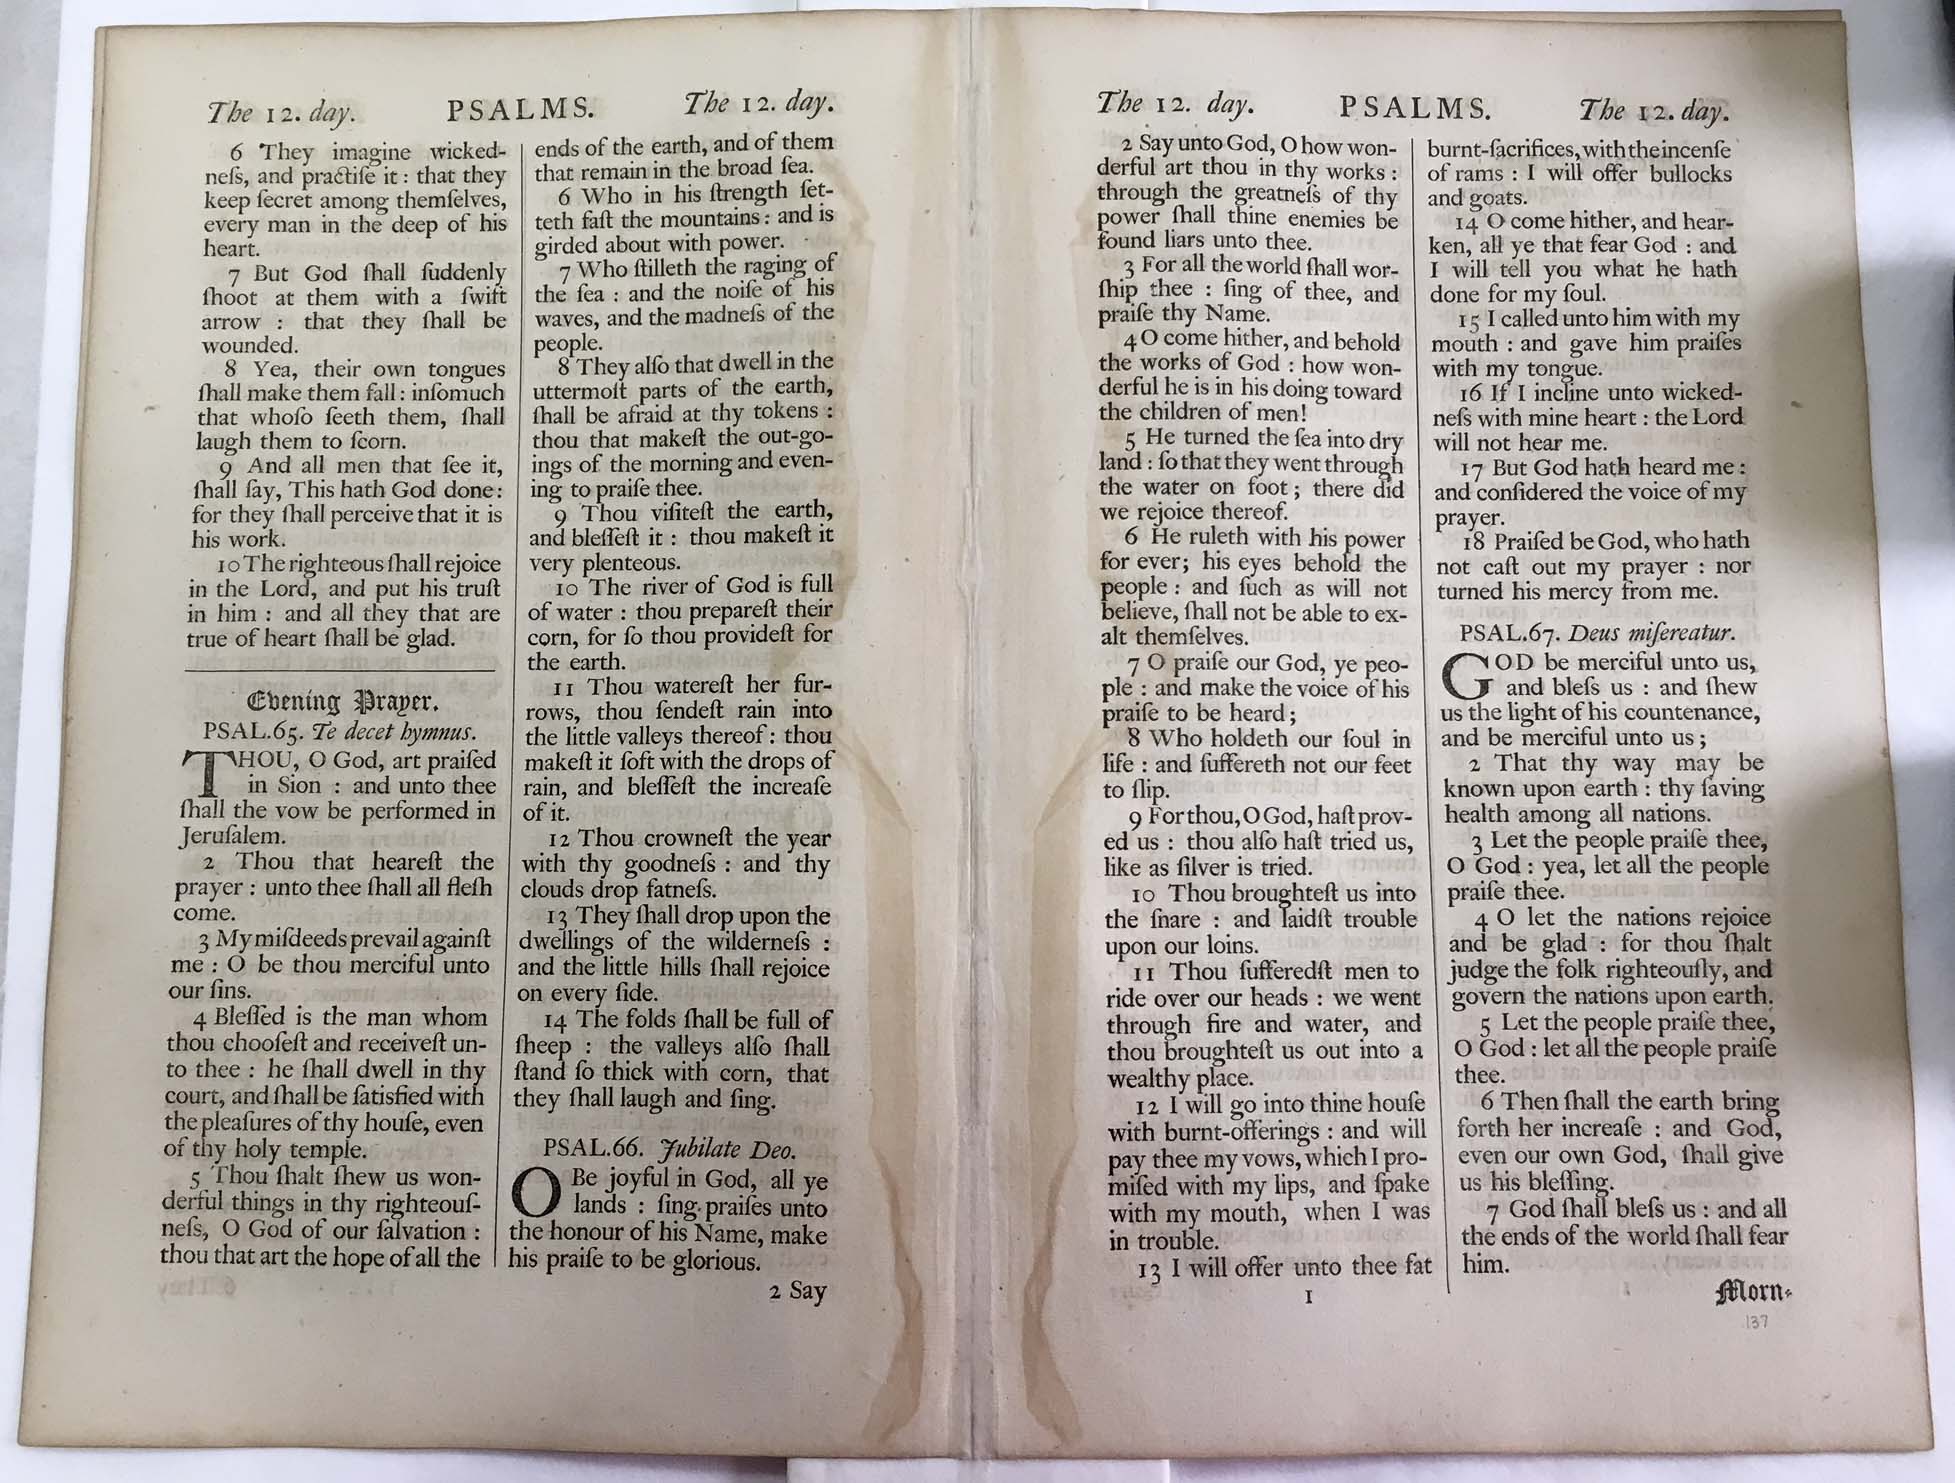 The 12. day. PSALMS. The 12. day.
6 They imagine wicked-
neſs, and practiſe it : that they
keep ſecret among themſelves,
every man in the deep of his
heart.
7 But God ſhall ſuddenly
ſhoot at them with a ſwift
arrow : that they ſhall be
wounded.
8 Yea, their own tongues
ſhall make them fall : inſomuch
that whoſo ſeeth them, ſhall
laugh them to ſcorn.
9 And all men that ſee it,
ſhall ſay, This hath God done :
for they ſhall perceive that it is
his work.
10 The righteous ſhall rejoice
in the Lord, and put his truſt
in him : and all they that are
true of heart ſhall be glad.
Evening Prayer.
PSAL.65. Te decet hymnus.
THOU, O God, art praiſed
in Sion : and unto thee
ſhall the vow be performed in
Jeruſalem.
2 Thou that heareſt the
prayer : unto thee ſhall all fleſh
come.
3 My miſdeeds prevail againſt
me : O be thou merciful unto
our ſins.
4 Bleſſed is the man whom
thou chooſeſt and receiveſt un-
to thee : he ſhall dwell in thy
court, and ſhall be ſatisfied with
the pleaſures of thy houſe, even
of thy holy temple.
5 Thou ſhalt ſhew us won-
derful things in thy righteouſ-
neſs, O God of our ſalvation :
thou that art the hope of all the
ends of the earth, and of them
that remain in the broad ſea.
6 Who in his ſtrength ſet-
teth faſt the mountains : and is
girded about with power.
7 Who ſtilleth the raging of
the ſea : and the noiſe of his
waves, and the madneſs of the
people.
8 They alſo that dwell in the
uttermoſt parts of the earth,
ſhall be afraid at thy tokens :
thou that makeſt the out-go-
ings of the morning and even-
ing to praiſe thee.
9 Thou viſiteſt the earth,
and bleſſeſt it : thou makeſt it
very plenteous.
10 The river of God is full
of water : thou prepareſt their
corn, for ſo thou provideſt for
the earth.
11 Thou watereſt her fur-
rows, thou ſendeſt rain into
the little valleys thereof : thou
makeſt it ſoft with the drops of
rain, and bleſſeſt the increaſe
of it.
12 Thou crowneſt the year
with thy goodneſs : and thy
clouds drop fatneſs.
13 They ſhall drop upon the
dwellings of the wilderneſs :
and the little hills ſhall rejoice
on every ſide.
14 The folds ſhall be full of
ſheep : the valleys alſo ſhall
ſtand ſo thick with corn, that
they ſhall laugh and ſing.
PSAL.66. Jubilate Deo.
O Be joyful in God, all ye
lands : ſing praiſes unto
the honour of his Name, make
his praiſe to be glorious.
2 Say
The 12. day. PSALMS. The 12. day.
2 Say unto God, O how won-
derful art thou in thy works :
through the greatneſs of thy
power ſhall thine enemies be
found liars unto thee.
3 For all the world ſhall wor-
ſhip thee : ſing of thee, and
praiſe thy Name.
4 O come hither, and behold
the works of God : how won-
derful he is in his doing toward
the children of men!
5 He turned the ſea into dry
land : ſo that they went through
the water on foot ; there did
we rejoice thereof.
6 He ruleth with his power
for ever; his eyes behold the
people : and ſuch as will not
believe, ſhall not be able to ex-
alt themſelves.
7 O praiſe our God, ye peo-
ple : and make the voice of his
praiſe to be heard ;
8 Who holdeth our ſoul in
life : and ſuffereth not our feet
to ſlip.
9 For thou, O God, haſt prov-
ed us : thou alſo haſt tried us,
like as ſilver is tried.
10 Thou broughteſt us into
the ſnare : and laidſt trouble
upon our loins.
11 Thou ſufferedſt men to
ride over our heads : we went
through fire and water, and
thou broughteſt us out into a
wealthy place.
12 I will go into thine houſe
with burnt-offerings : and will
pay thee my vows, which I pro-
miſed with my lips, and ſpake
with my mouth, when I was
in trouble.
13 I will offer unto thee fat
burnt-ſacrifices, with the incenſe
of rams : I will offer bullocks
and goats.
14 O come hither, and hear-
ken, all ye that fear God : and
I will tell you what he hath
done for my ſoul.
15 I called unto him with my
mouth : and gave him praiſes
with my tongue.
16 If I incline unto wicked-
neſs with mine heart : the Lord
will not hear me.
17 But God hath heard me :
and conſidered the voice of my
prayer.
18 Praiſed be God, who hath
not caſt out my prayer : nor
turned his mercy from me.
PSAL.67. Deus miſereatur.
GOD be merciful unto us,
and bleſs us : and ſhew
us the light of his countenance,
and be merciful unto us ;
2 That thy way may be
known upon earth : thy ſaving
health among all nations.
3 Let the people praiſe thee,
O God : yea, let all the people
praiſe thee.
4 O let the nations rejoice
and be glad : for thou ſhalt
judge the folk righteouſly, and
govern the nations upon earth.
5 Let the people praiſe thee,
O God : let all the people praiſe
thee.
6 Then ſhall the earth bring
forth her increaſe : and God,
even our own God, ſhall give
us his bleſſing.
7 God ſhall bleſs us : and all
the ends of the world ſhall fear
him.
I
Morn-
137